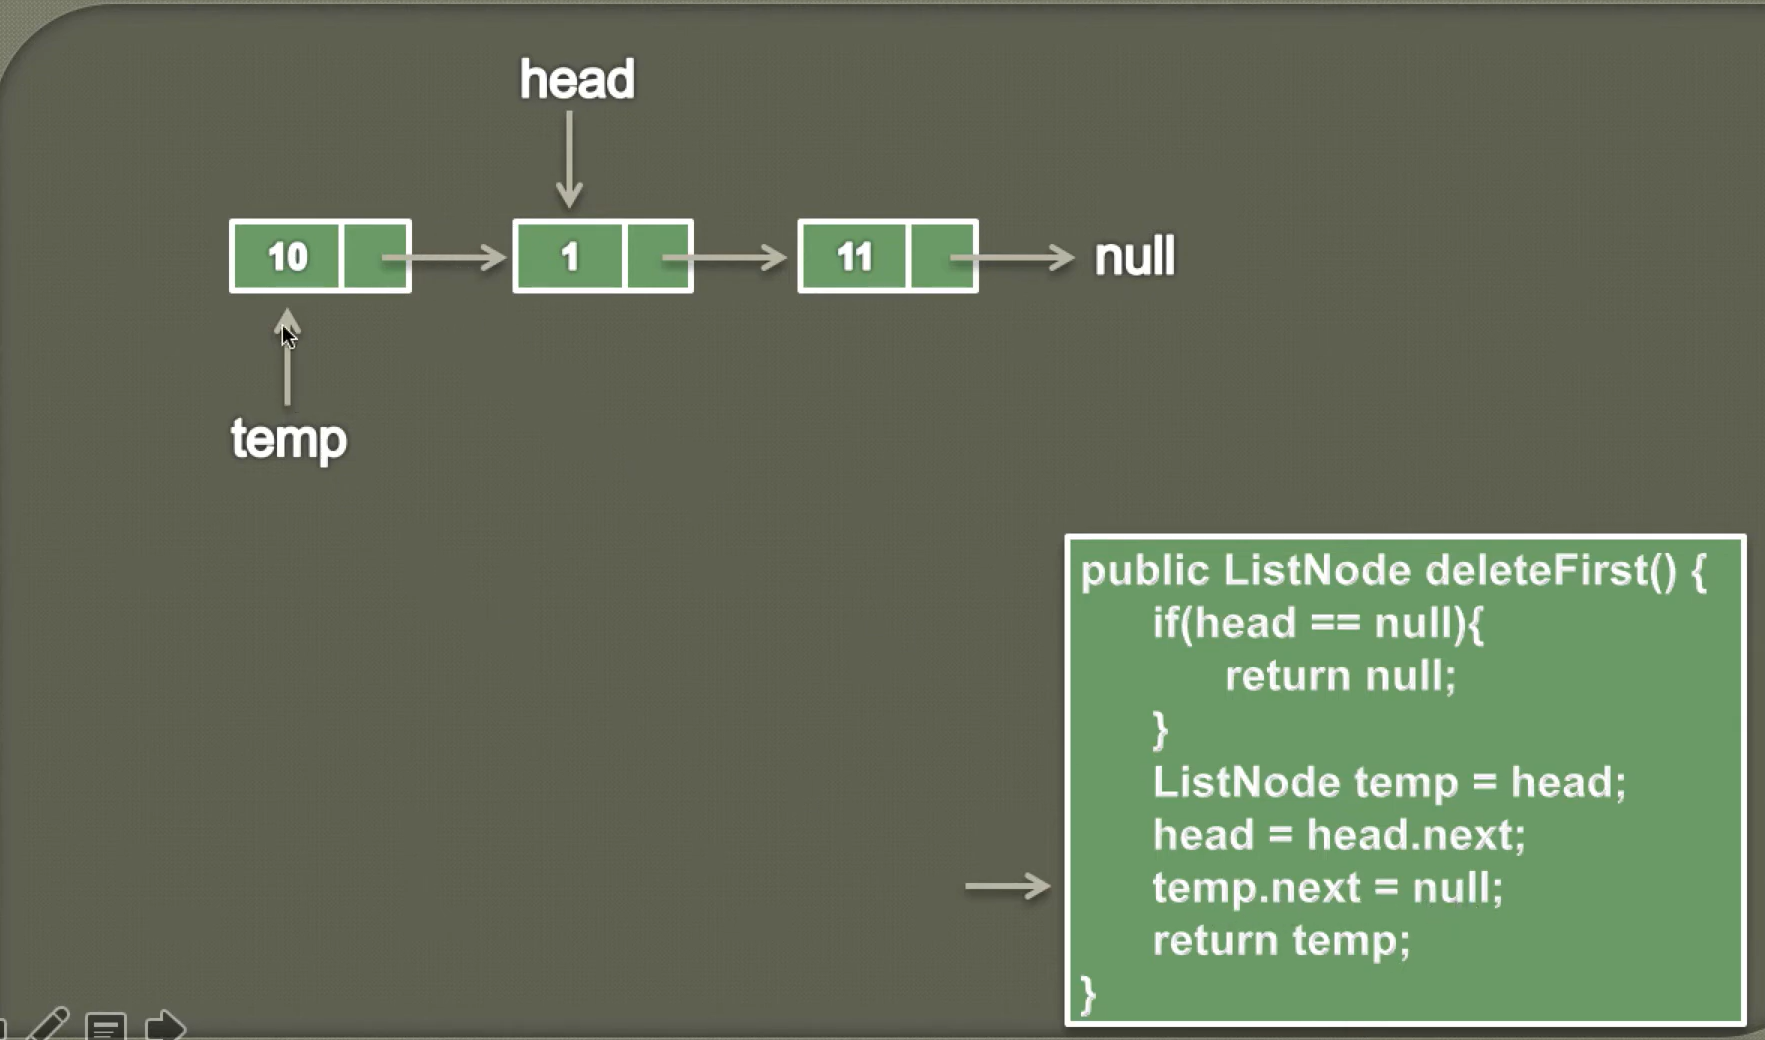 head
10 1 11 null
temp
public ListNode deleteFirst() {
if(head == null){
return null;
}
ListNode temp = head;
head = head.next;
temp.next = null;
return temp;
}